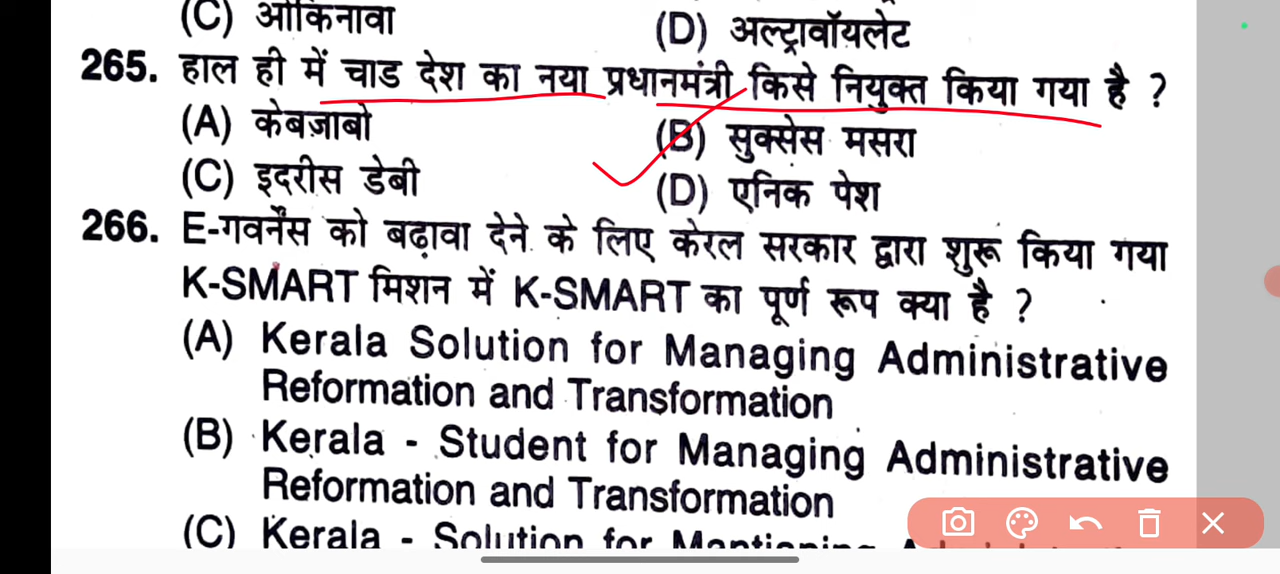 (C) ओकिनावा (D) अल्ट्रावॉयलेट
265. हाल ही में चाड देश का नया प्रधानमंत्री किसे नियुक्त किया गया है ?
(A) केबज़ाबो (B) सुक्सेस मसरा
(C) इदरीस डेबी (D) एनिक पेश
266. E-गवर्नेंस को बढ़ावा देने के लिए केरल सरकार द्वारा शुरू किया गया
K-SMART मिशन में K-SMART का पूर्ण रूप क्या है ?
(A) Kerala Solution for Managing Administrative
Reformation and Transformation
(B) Kerala - Student for Managing Administrative
Reformation and Transformation
(C) Kerala - Solution for